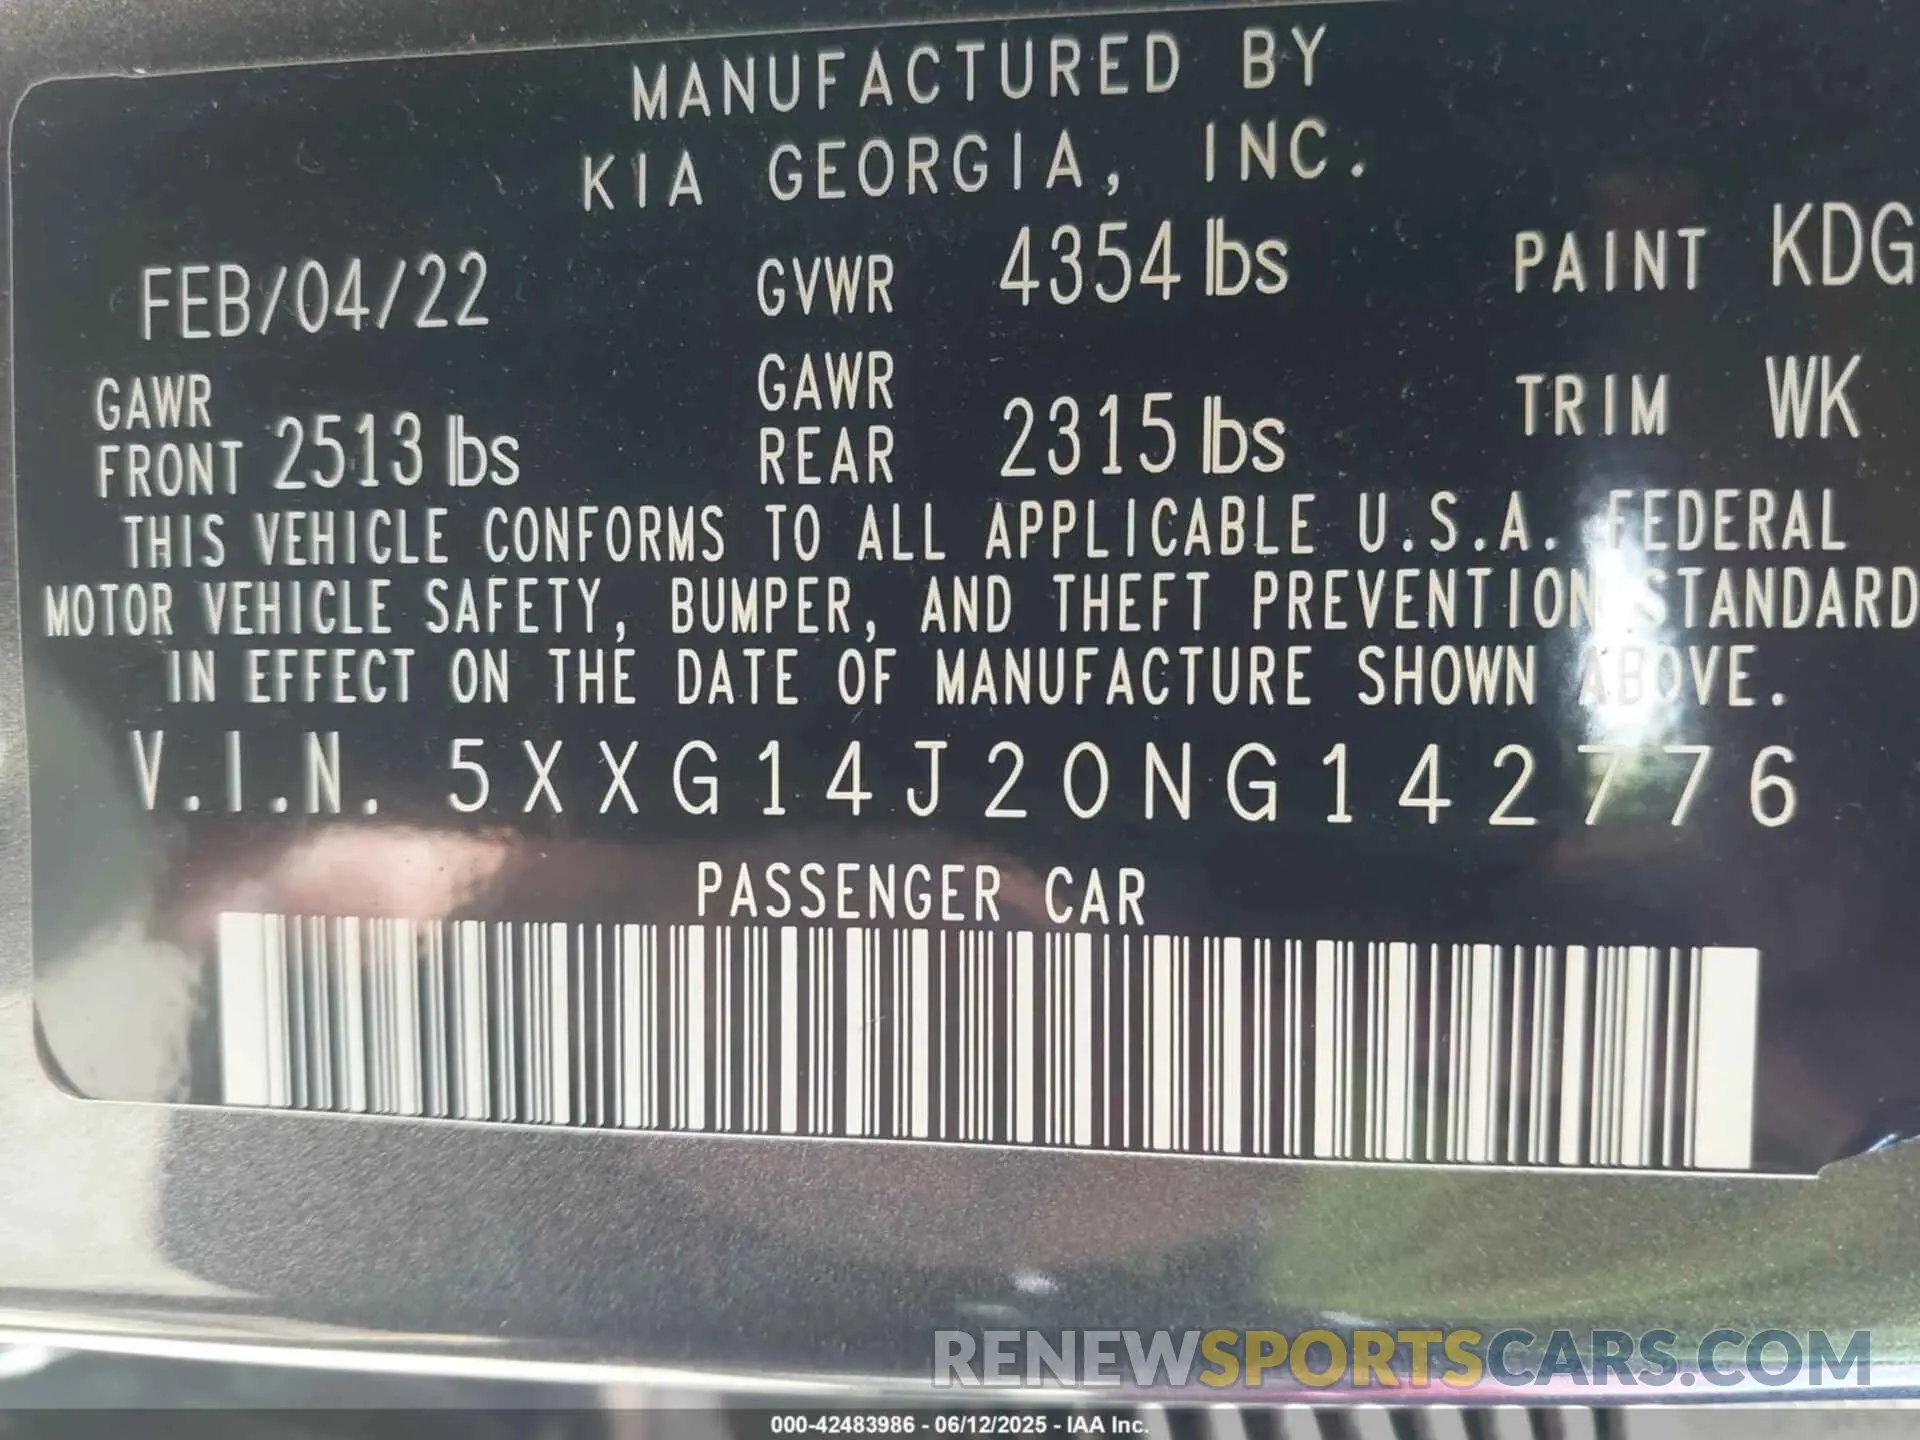 MANUFACTURED BY
KIA GEORGIA, INC.
FEB/04/22 GVWR 4354 lbs PAINT KDG
GAWR FRONT 2513 lbs GAWR REAR 2315 lbs TRIM WK
THIS VEHICLE CONFORMS TO ALL APPLICABLE U.S.A. FEDERAL
MOTOR VEHICLE SAFETY, BUMPER, AND THEFT PREVENTION STANDARD
IN EFFECT ON THE DATE OF MANUFACTURE SHOWN ABOVE.
V.I.N. 5XXG14J20NG142776
PASSENGER CAR
RENEWSPORTSCARS.COM
000-42483986 - 06/12/2025 - IAA Inc.